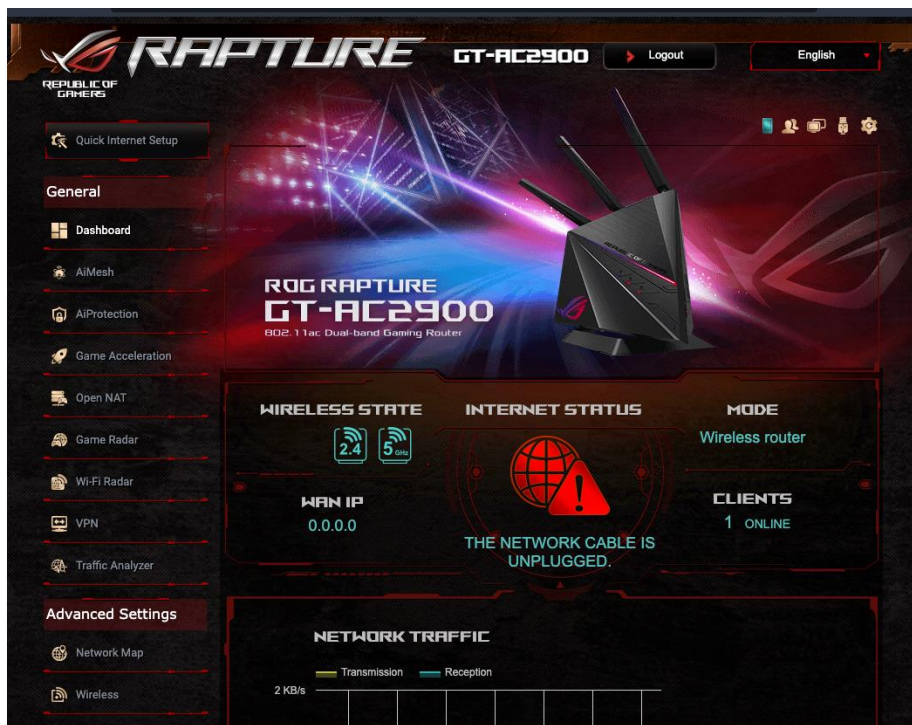 RAPTURE
REPUBLIC OF
GAMERS
GT-AC2900
Logout
English
Quick Internet Setup
General
Dashboard
AiMesh
AiProtection
Game Acceleration
Open NAT
Game Radar
Wi-Fi Radar
VPN
Traffic Analyzer
Advanced Settings
Network Map
Wireless
ROG RAPTURE
GT-AC2900
802.11ac Dual-band Gaming Router
WIRELESS STATE
2.4
5 GHz
WAN IP
0.0.0.0
INTERNET STATUS
THE NETWORK CABLE IS
UNPLUGGED.
MODE
Wireless router
CLIENTS
1 ONLINE
NETWORK TRAFFIC
Transmission
Reception
2 KB/s